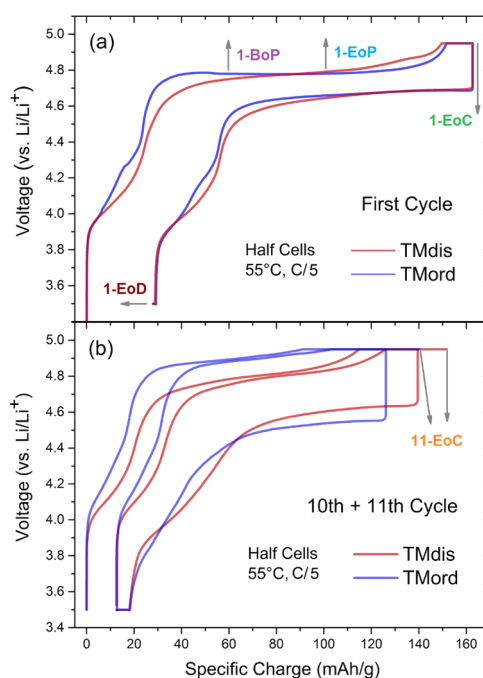 (a)
1-BoP
1-EoP
1-EoC
First Cycle
Half Cells
55°C, C/5
TMdis
TMord
1-EoD
Voltage (vs. Li/Li⁺)
5.0
4.8
4.6
4.4
4.2
4.0
3.8
3.6
(b)
11-EoC
10th + 11th Cycle
Half Cells
55°C, C/5
TMdis
TMord
Voltage (vs. Li/Li⁺)
5.0
4.8
4.6
4.4
4.2
4.0
3.8
3.6
3.4
0 20 40 60 80 100 120 140 160
Specific Charge (mAh/g)